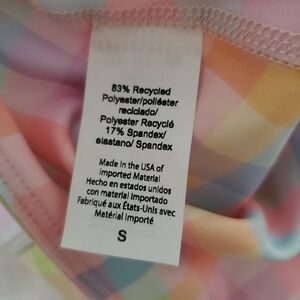 83% Recycled
Polyester/poliéster
reciclado/
Polyester Recyclé
17% Spandex/
elastano/ Spandex
Made in the USA of
Imported Material
Hecho en estados unidos
con material Importado
Fabriqué aux États-Unis avec
Matériel Importé
S